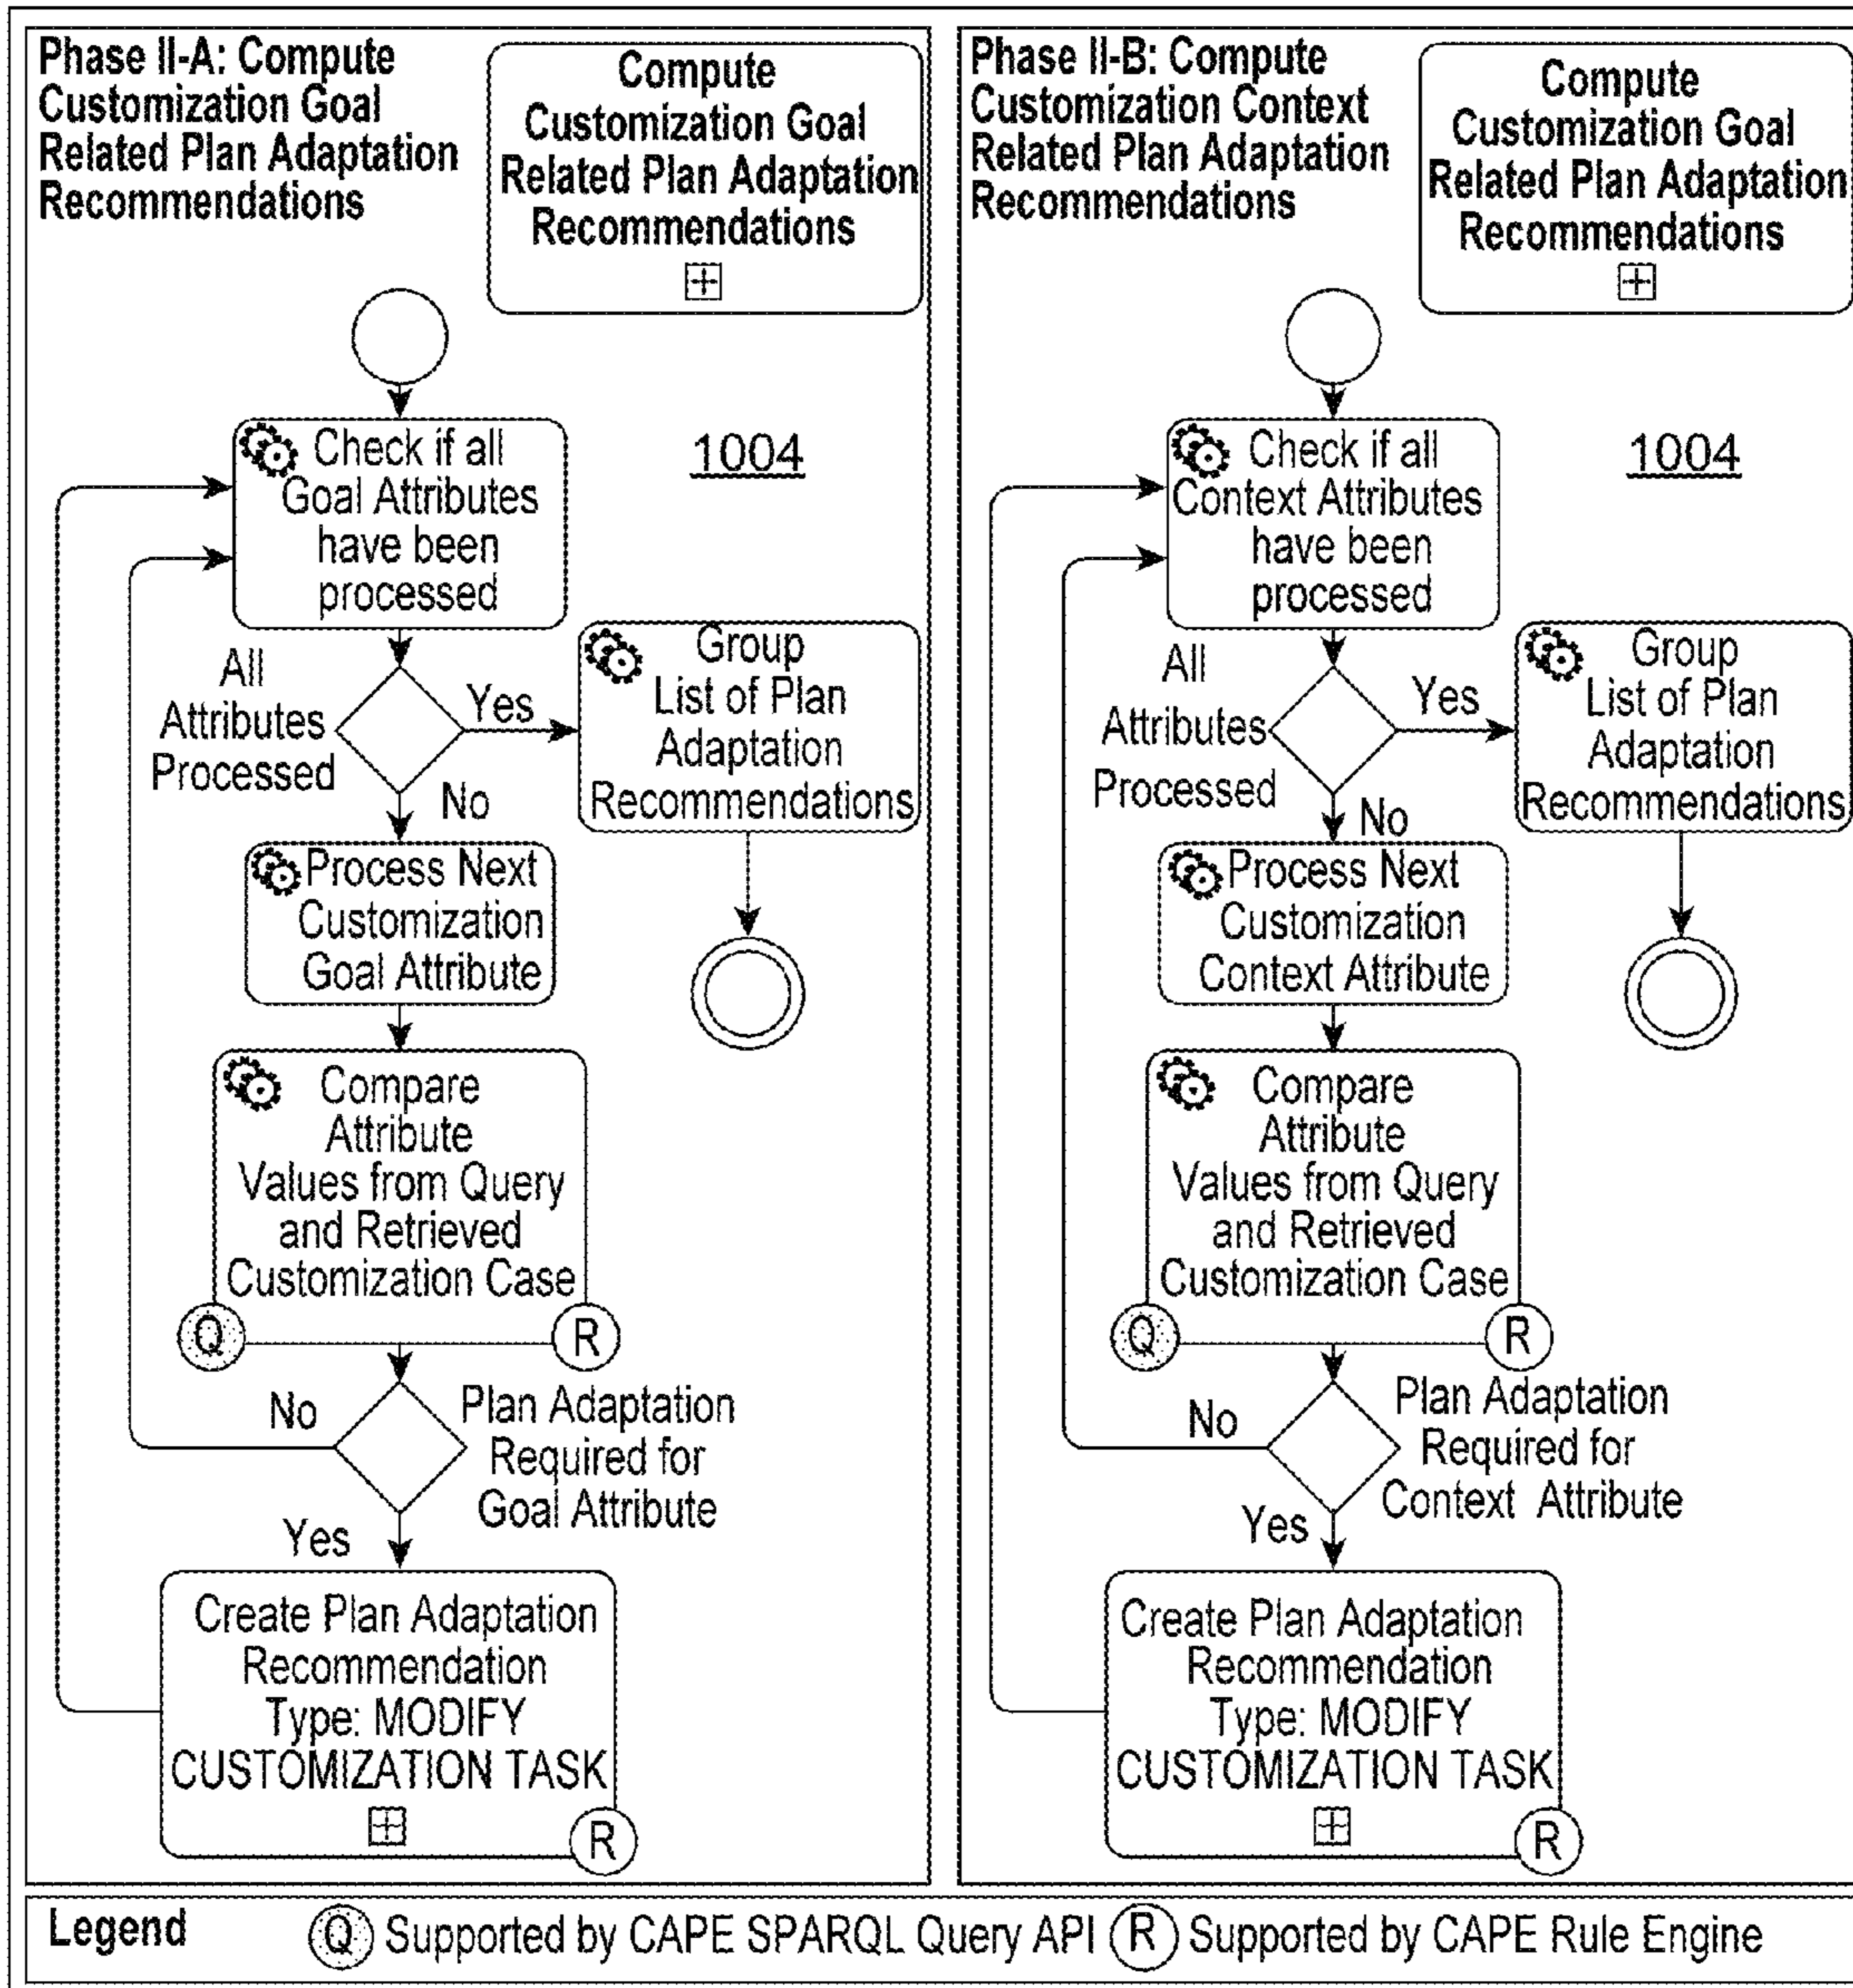 Phase II-A: Compute
Customization Goal
Related Plan Adaptation
Recommendations
Compute
Customization Goal
Related Plan Adaptation
Recommendations
1004
Check if all
Goal Attributes
have been
processed
All
Attributes
Processed
Yes
Group
List of Plan
Adaptation
Recommendations
No
Process Next
Customization
Goal Attribute
Compare
Attribute
Values from Query
and Retrieved
Customization Case
Q
R
No
Plan Adaptation
Required for
Goal Attribute
Yes
Create Plan Adaptation
Recommendation
Type: MODIFY
CUSTOMIZATION TASK
R
Phase II-B: Compute
Customization Context
Related Plan Adaptation
Recommendations
Compute
Customization Goal
Related Plan Adaptation
Recommendations
1004
Check if all
Context Attributes
have been
processed
All
Attributes
Processed
Yes
Group
List of Plan
Adaptation
Recommendations
No
Process Next
Customization
Context Attribute
Compare
Attribute
Values from Query
and Retrieved
Customization Case
Q
R
No
Plan Adaptation
Required for
Context Attribute
Yes
Create Plan Adaptation
Recommendation
Type: MODIFY
CUSTOMIZATION TASK
R
Legend Q Supported by CAPE SPARQL Query API R Supported by CAPE Rule Engine